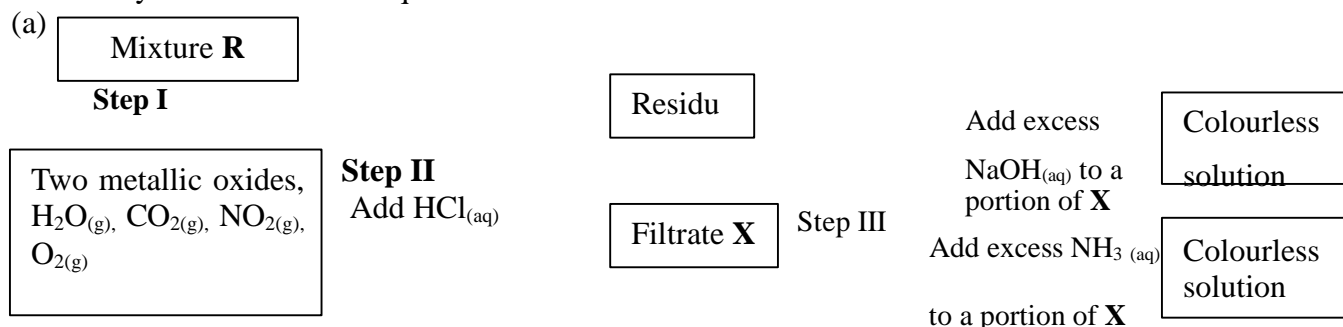 (a)
Mixture R
Step I
Two metallic oxides,
H₂O(g), CO₂(g), NO₂(g),
O₂(g)
Step II
Add HCl(aq)
Residu
Filtrate X
Step III
Add excess
NaOH(aq) to a
portion of X
Colourless
solution
Add excess NH₃ (aq)
to a portion of X
Colourless
solution